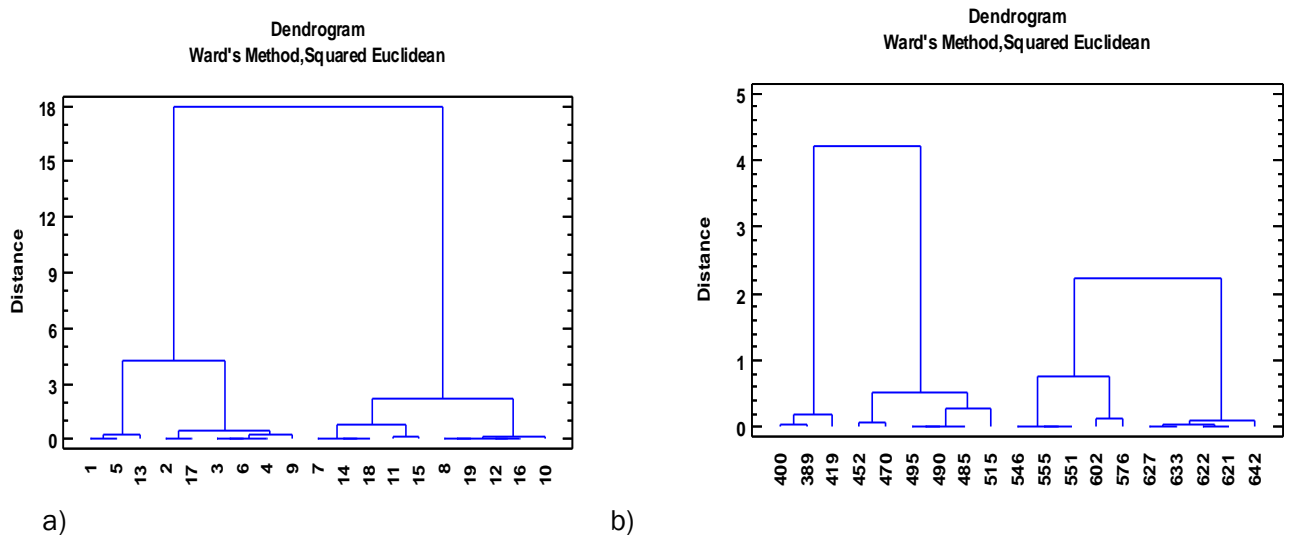 Dendrogram
Ward's Method,Squared Euclidean
Distance
18
15
12
9
6
3
0
1 5 13 2 17 3 6 4 9 7 14 18 11 15 8 19 12 16 10
a)
Dendrogram
Ward's Method,Squared Euclidean
Distance
5
4
3
2
1
0
400 389 419 452 470 495 490 485 515 546 555 551 602 576 627 633 622 621 642
b)